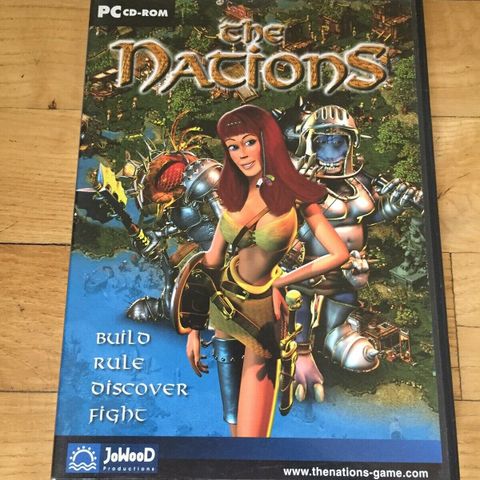 PC CD-ROM
the
Nations
Build
Rule
Discover
Fight
JoWooD
Productions
www.thenations-game.com